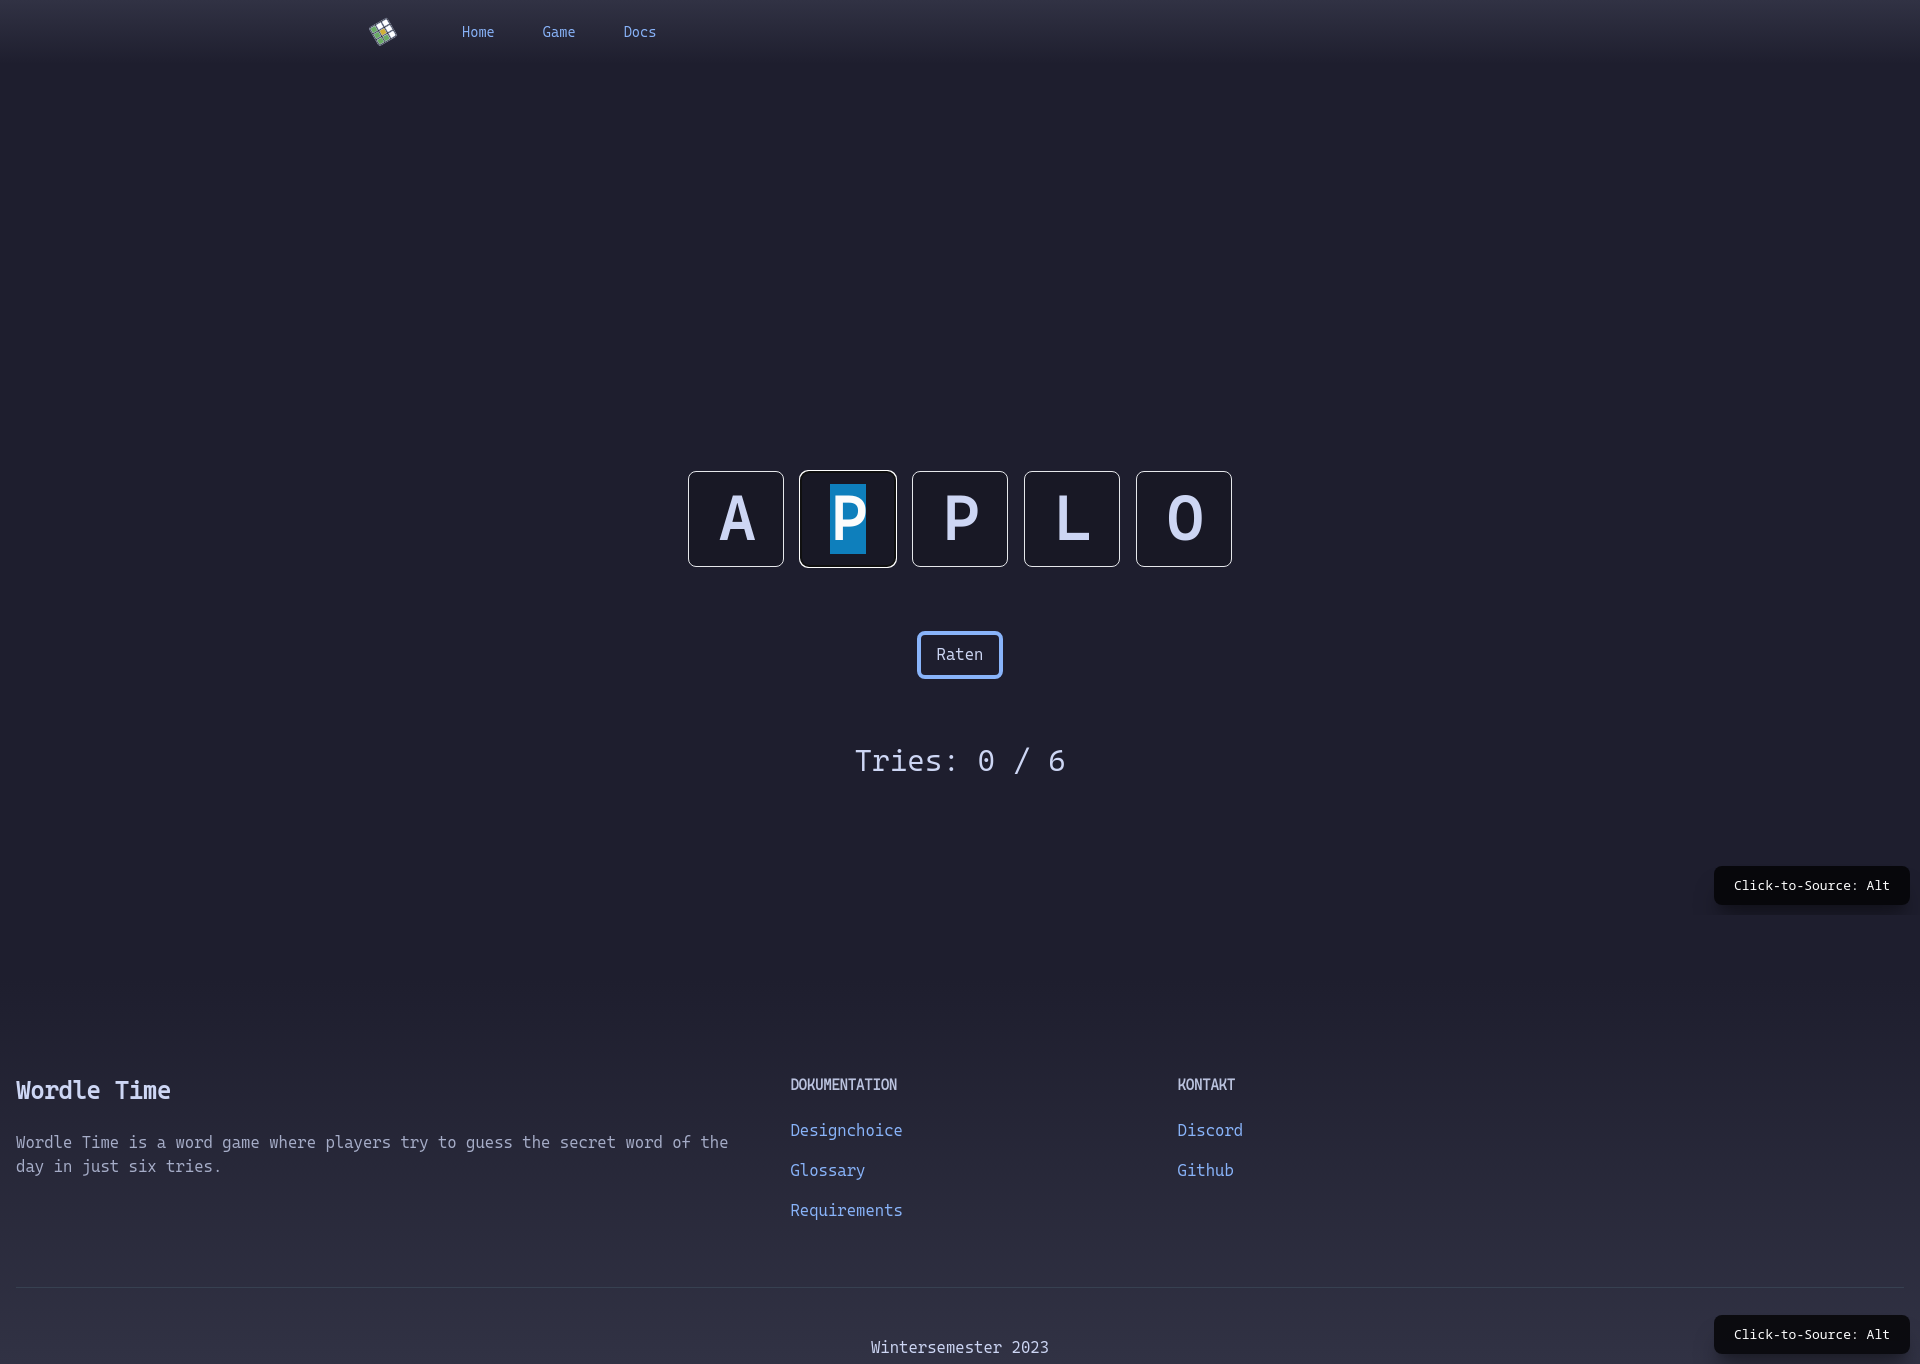 Home Game Docs
A P P L O
Raten
Tries: 0 / 6
Click-to-Source: Alt
Wordle Time
Wordle Time is a word game where players try to guess the secret word of the
day in just six tries.
DOKUMENTATION
Designchoice
Glossary
Requirements
KONTAKT
Discord
Github
Wintersemester 2023
Click-to-Source: Alt